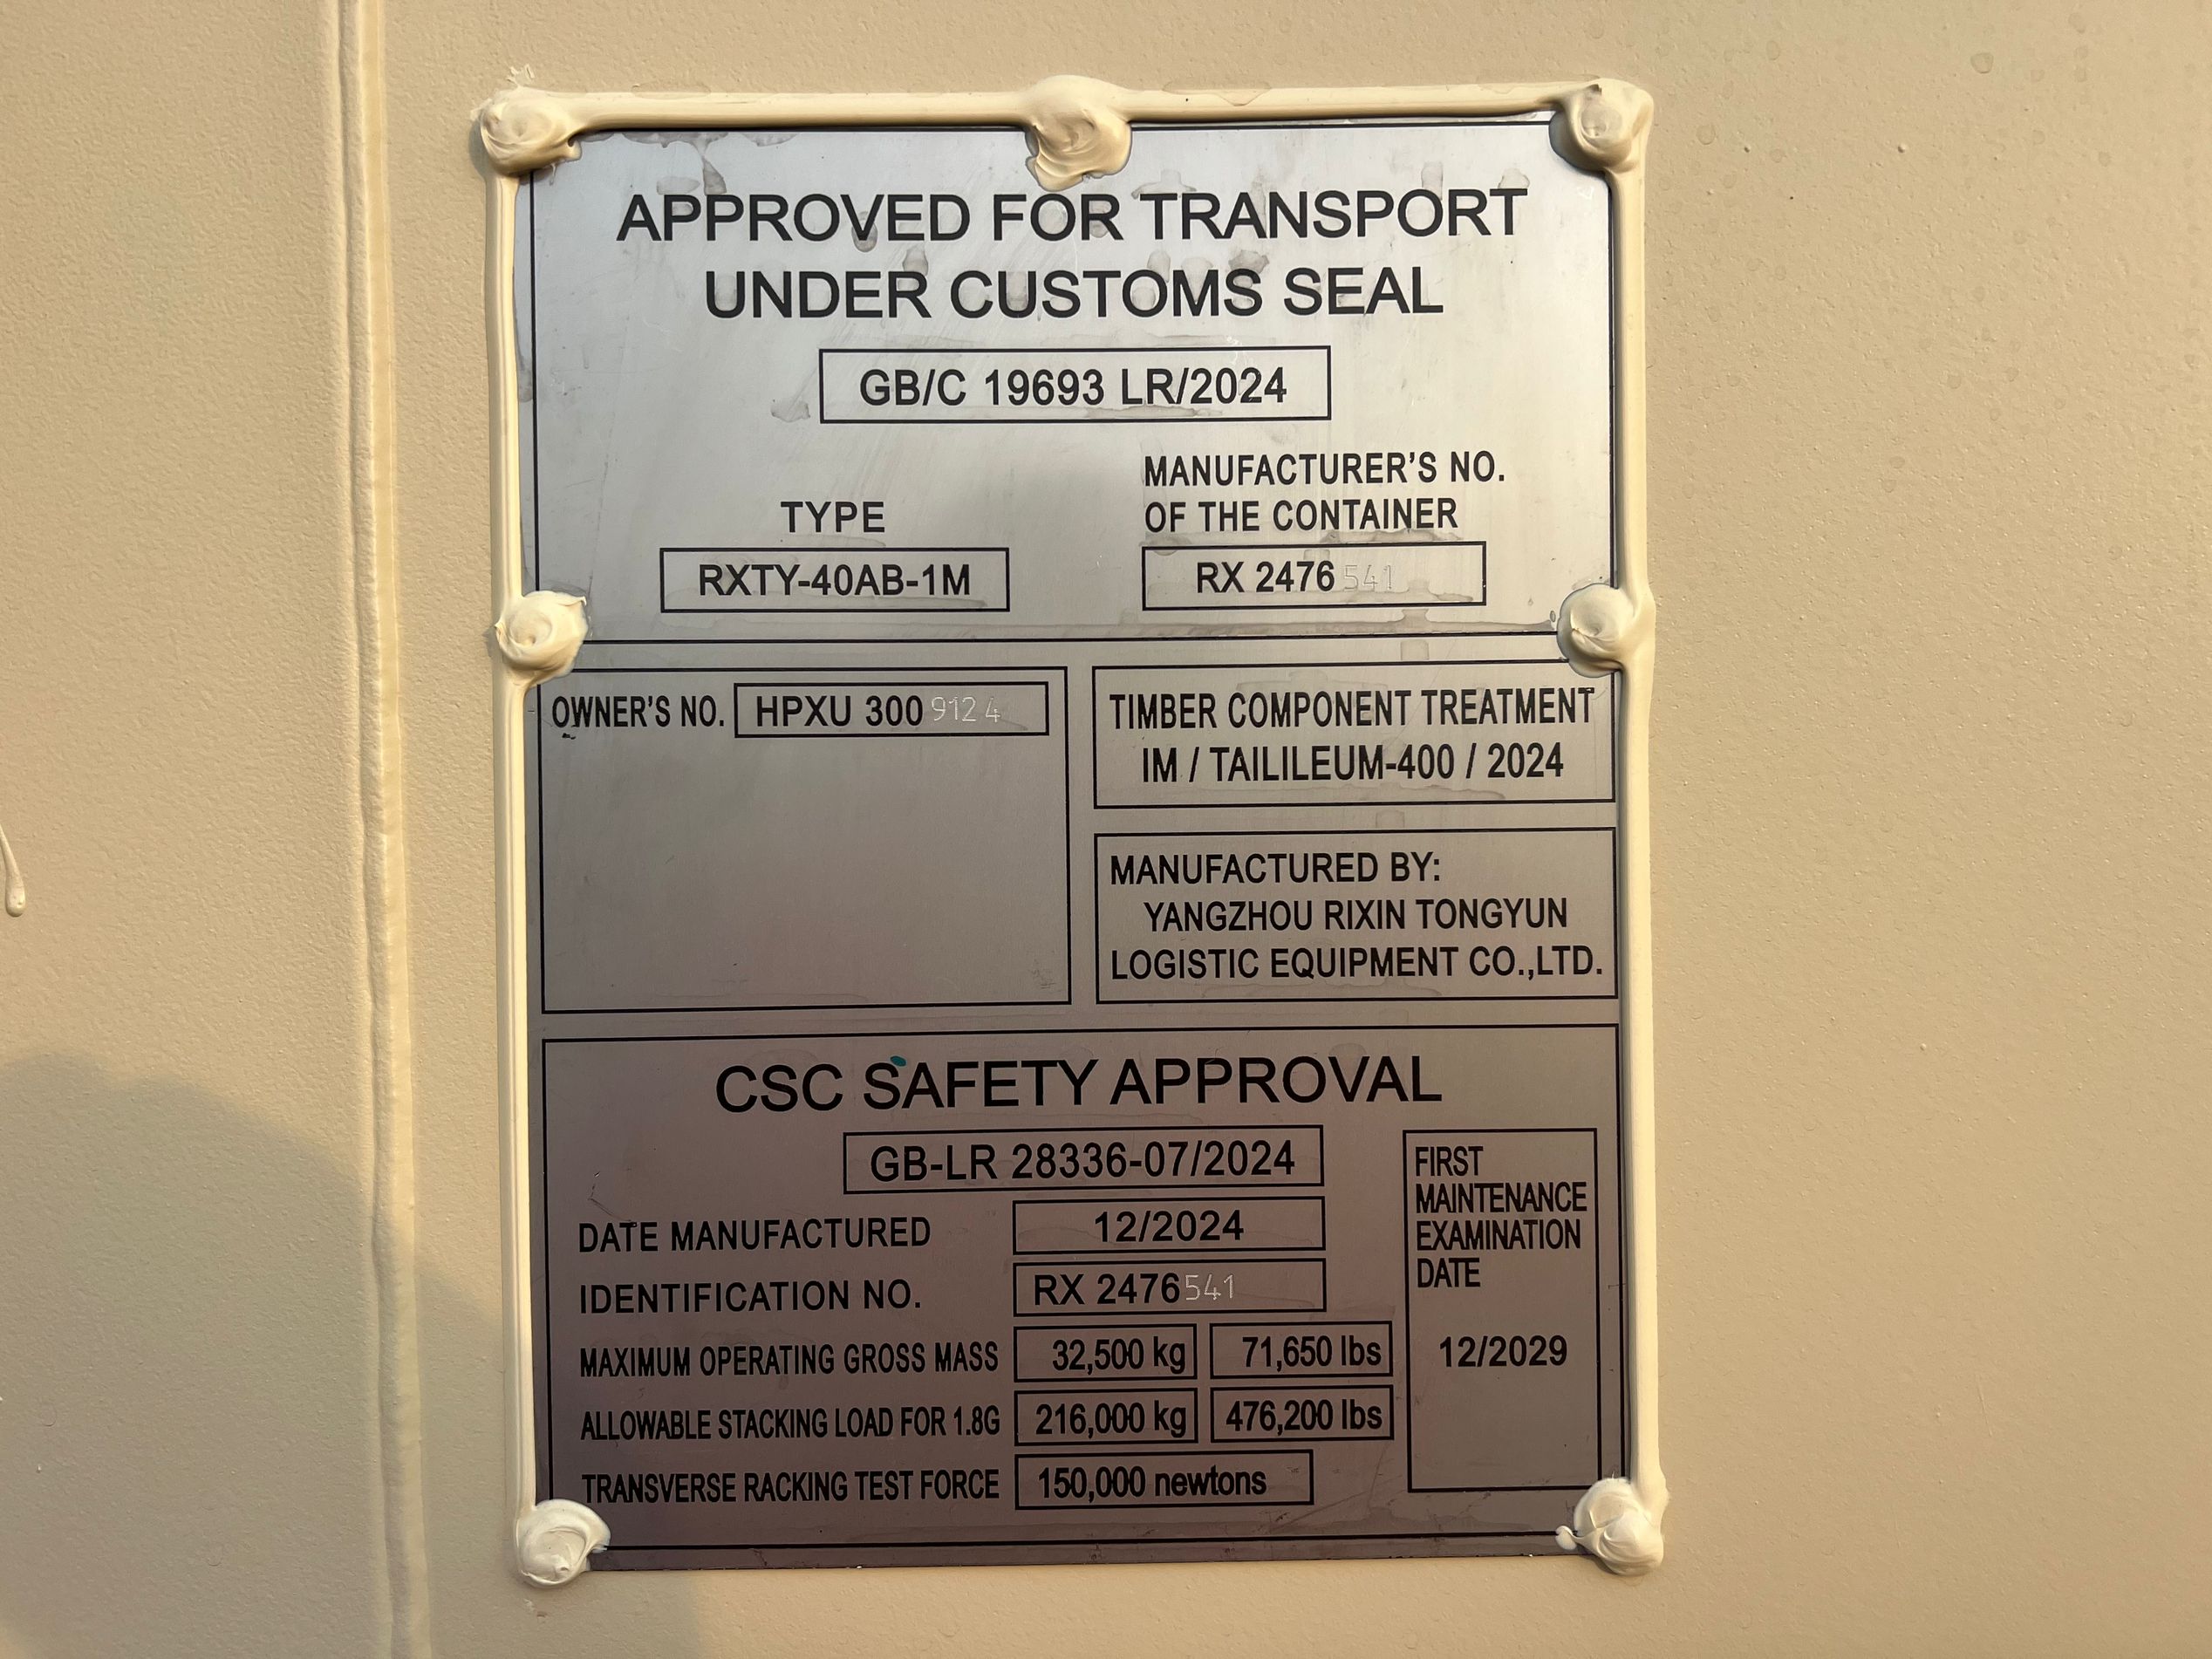 APPROVED FOR TRANSPORT
UNDER CUSTOMS SEAL
GB/C 19693 LR/2024
TYPE
RXTY-40AB-1M
MANUFACTURER'S NO.
OF THE CONTAINER
RX 2476541
OWNER'S NO. HPXU 3009124
TIMBER COMPONENT TREATMENT
IM / TAILILEUM-400 / 2024
MANUFACTURED BY:
YANGZHOU RIXIN TONGYUN
LOGISTIC EQUIPMENT CO.,LTD.
CSC SAFETY APPROVAL
GB-LR 28336-07/2024
DATE MANUFACTURED 12/2024
IDENTIFICATION NO. RX 2476541
MAXIMUM OPERATING GROSS MASS 32,500 kg 71,650 lbs
ALLOWABLE STACKING LOAD FOR 1.8G 216,000 kg 476,200 lbs
TRANSVERSE RACKING TEST FORCE 150,000 newtons
FIRST
MAINTENANCE
EXAMINATION
DATE
12/2029